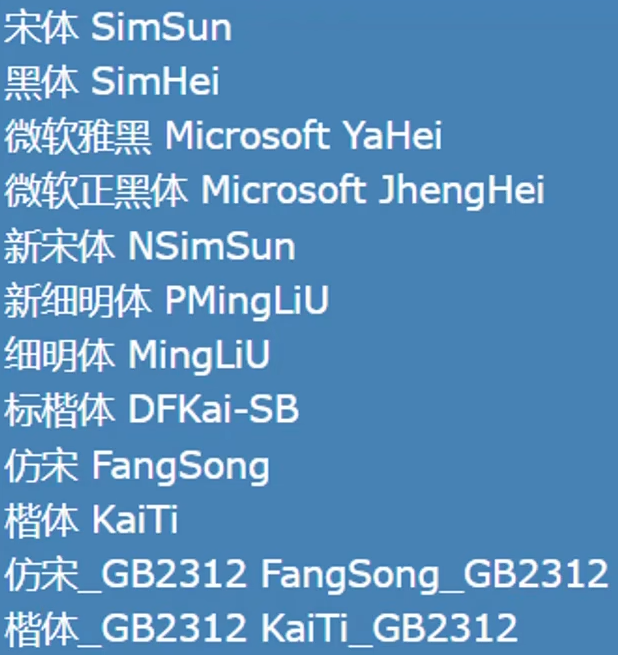 宋体 SimSun
黑体 SimHei
微软雅黑 Microsoft YaHei
微软正黑体 Microsoft JhengHei
新宋体 NSimSun
新细明体 PMingLiU
细明体 MingLiU
标楷体 DFKai-SB
仿宋 FangSong
楷体 KaiTi
仿宋_GB2312 FangSong_GB2312
楷体_GB2312 KaiTi_GB2312